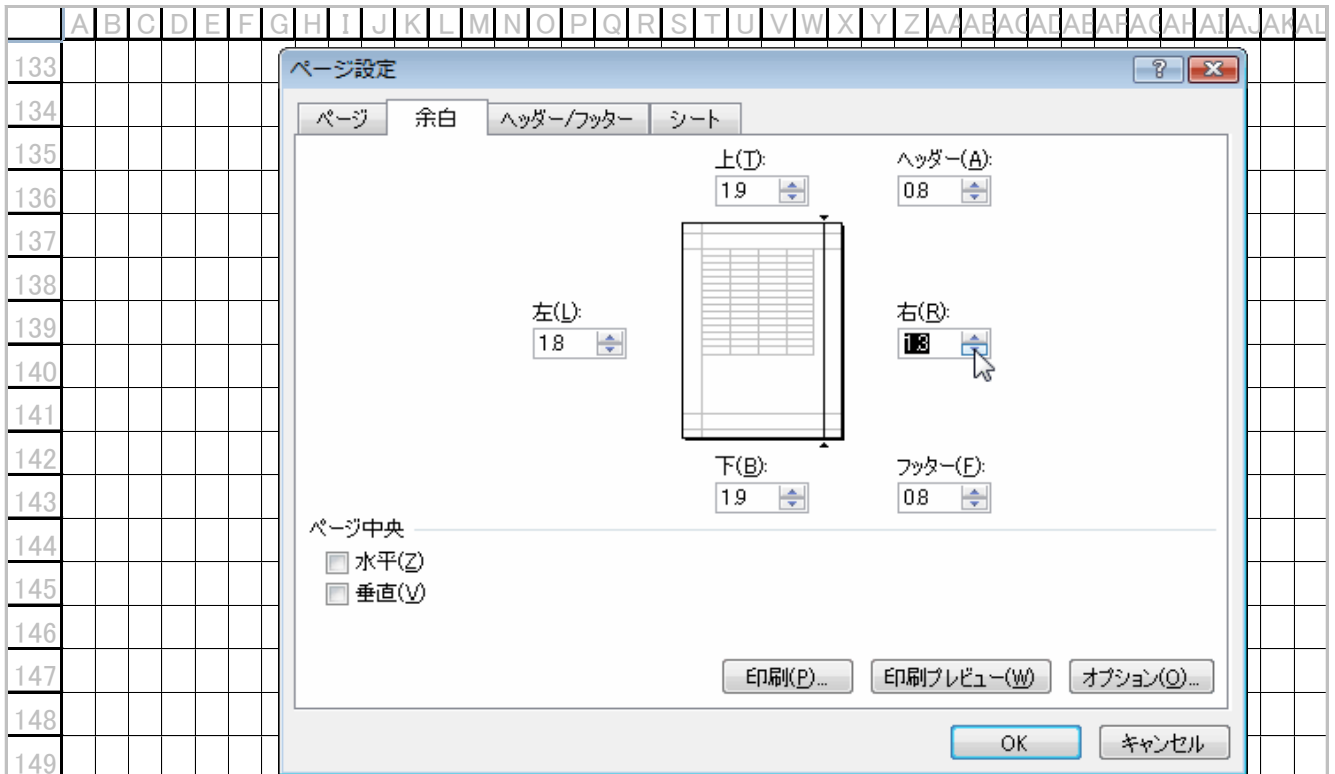 A B C D E F G H I J K L M N O P Q R S T U V W X Y Z AA AB AC AD AE AF AG AH AI AJ AK AL
133
ページ設定
134
ページ 余白 ヘッダー/フッター シート
135
上(T): ヘッダー(A):
136
1.9 0.8
137
138
139
左(L): 右(R):
1.8 1.3
140
141
142
下(B): フッター(F):
143
1.9 0.8
144
ページ中央
145
水平(Z)
垂直(V)
146
147
印刷(P)... 印刷プレビュー(W) オプション(O)...
148
OK キャンセル
149